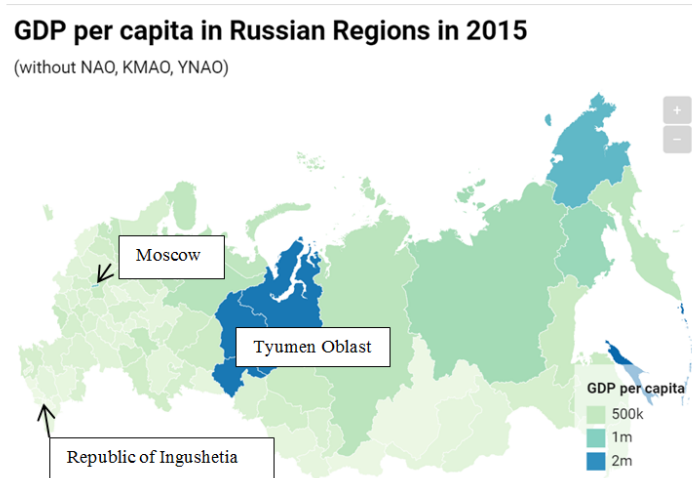 GDP per capita in Russian Regions in 2015
(without NAO, KMAO, YNAO)
+
−
Moscow
Tyumen Oblast
GDP per capita
500k
1m
2m
Republic of Ingushetia